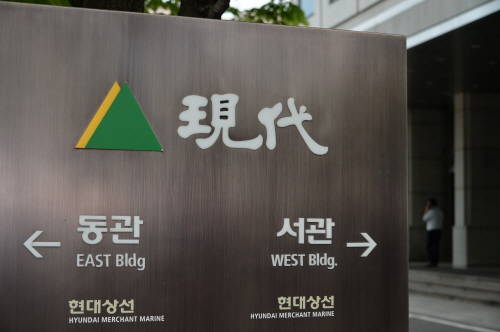 現代
동관
EAST Bldg
서관
WEST Bldg.
현대상선
HYUNDAI MERCHANT MARINE
현대상선
HYUNDAI MERCHANT MARINE